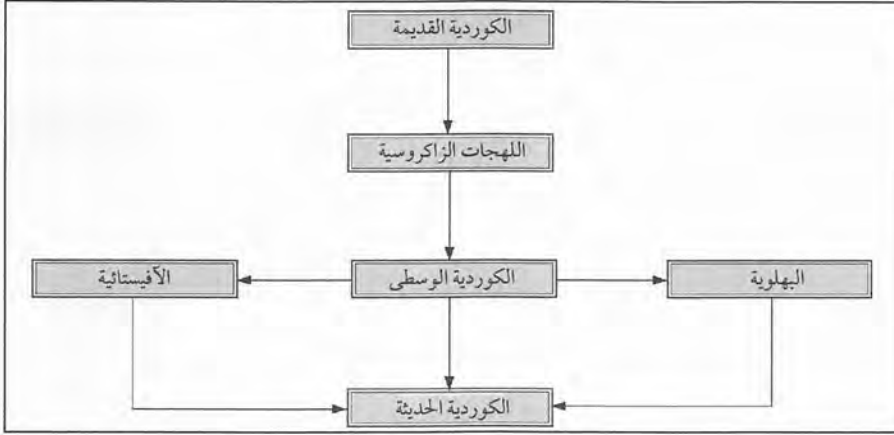 الكوردية القديمة
اللهجات الزاكروسية
البهلوية
الكوردية الوسطى
الآفيستائية
الكوردية الحديثة